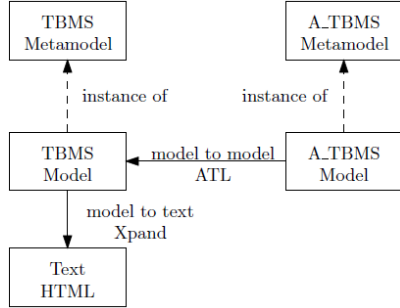 TBMS
Metamodel
A_TBMS
Metamodel
instance of
instance of
TBMS
Model
model to model
ATL
A_TBMS
Model
model to text
Xpand
Text
HTML